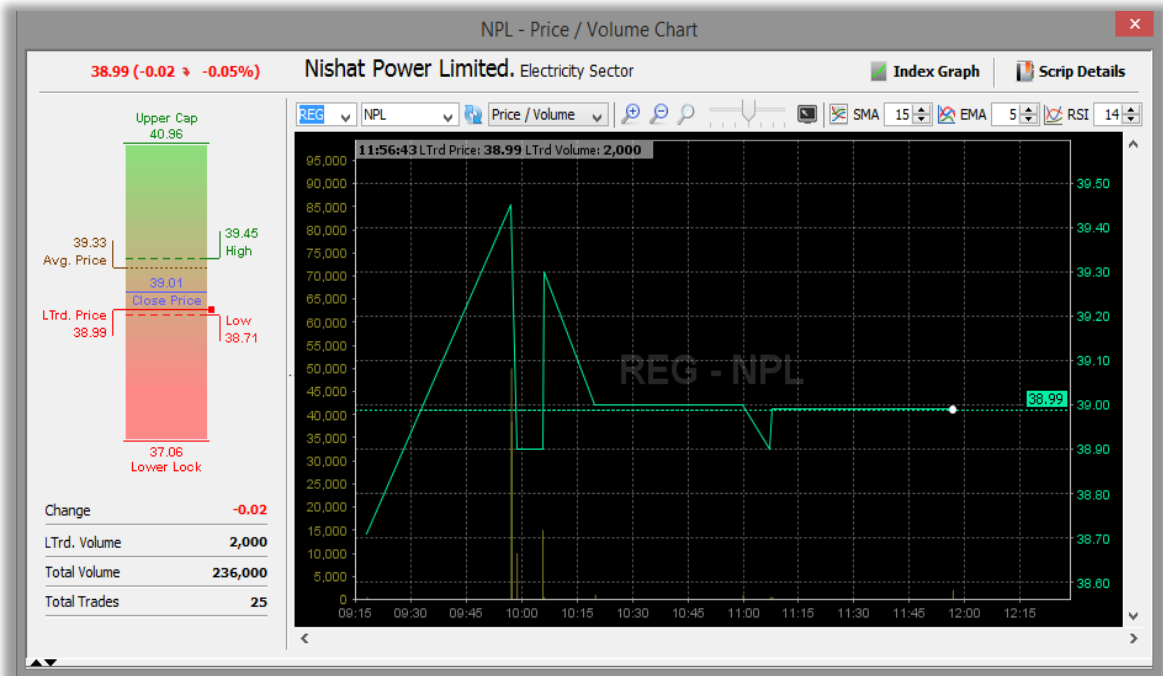 NPL - Price / Volume Chart
×
38.99 (-0.02 -0.05%)
Nishat Power Limited. Electricity Sector
Index Graph
Scrip Details
REG
NPL
Price / Volume
SMA 15
EMA 5
RSI 14
Upper Cap
40.96
39.33
Avg. Price
39.45
High
39.01
Close Price
LTrd. Price
38.99
Low
38.71
37.06
Lower Lock
Change -0.02
LTrd. Volume 2,000
Total Volume 236,000
Total Trades 25
11:56:43 LTrd Price: 38.99 LTrd Volume: 2,000
95,000
90,000
85,000
80,000
75,000
70,000
65,000
60,000
55,000
50,000
45,000
40,000
35,000
30,000
25,000
20,000
15,000
10,000
5,000
0
REG - NPL
39.50
39.40
39.30
39.20
39.10
38.99
39.00
38.90
38.80
38.70
38.60
09:15 09:30 09:45 10:00 10:15 10:30 10:45 11:00 11:15 11:30 11:45 12:00 12:15